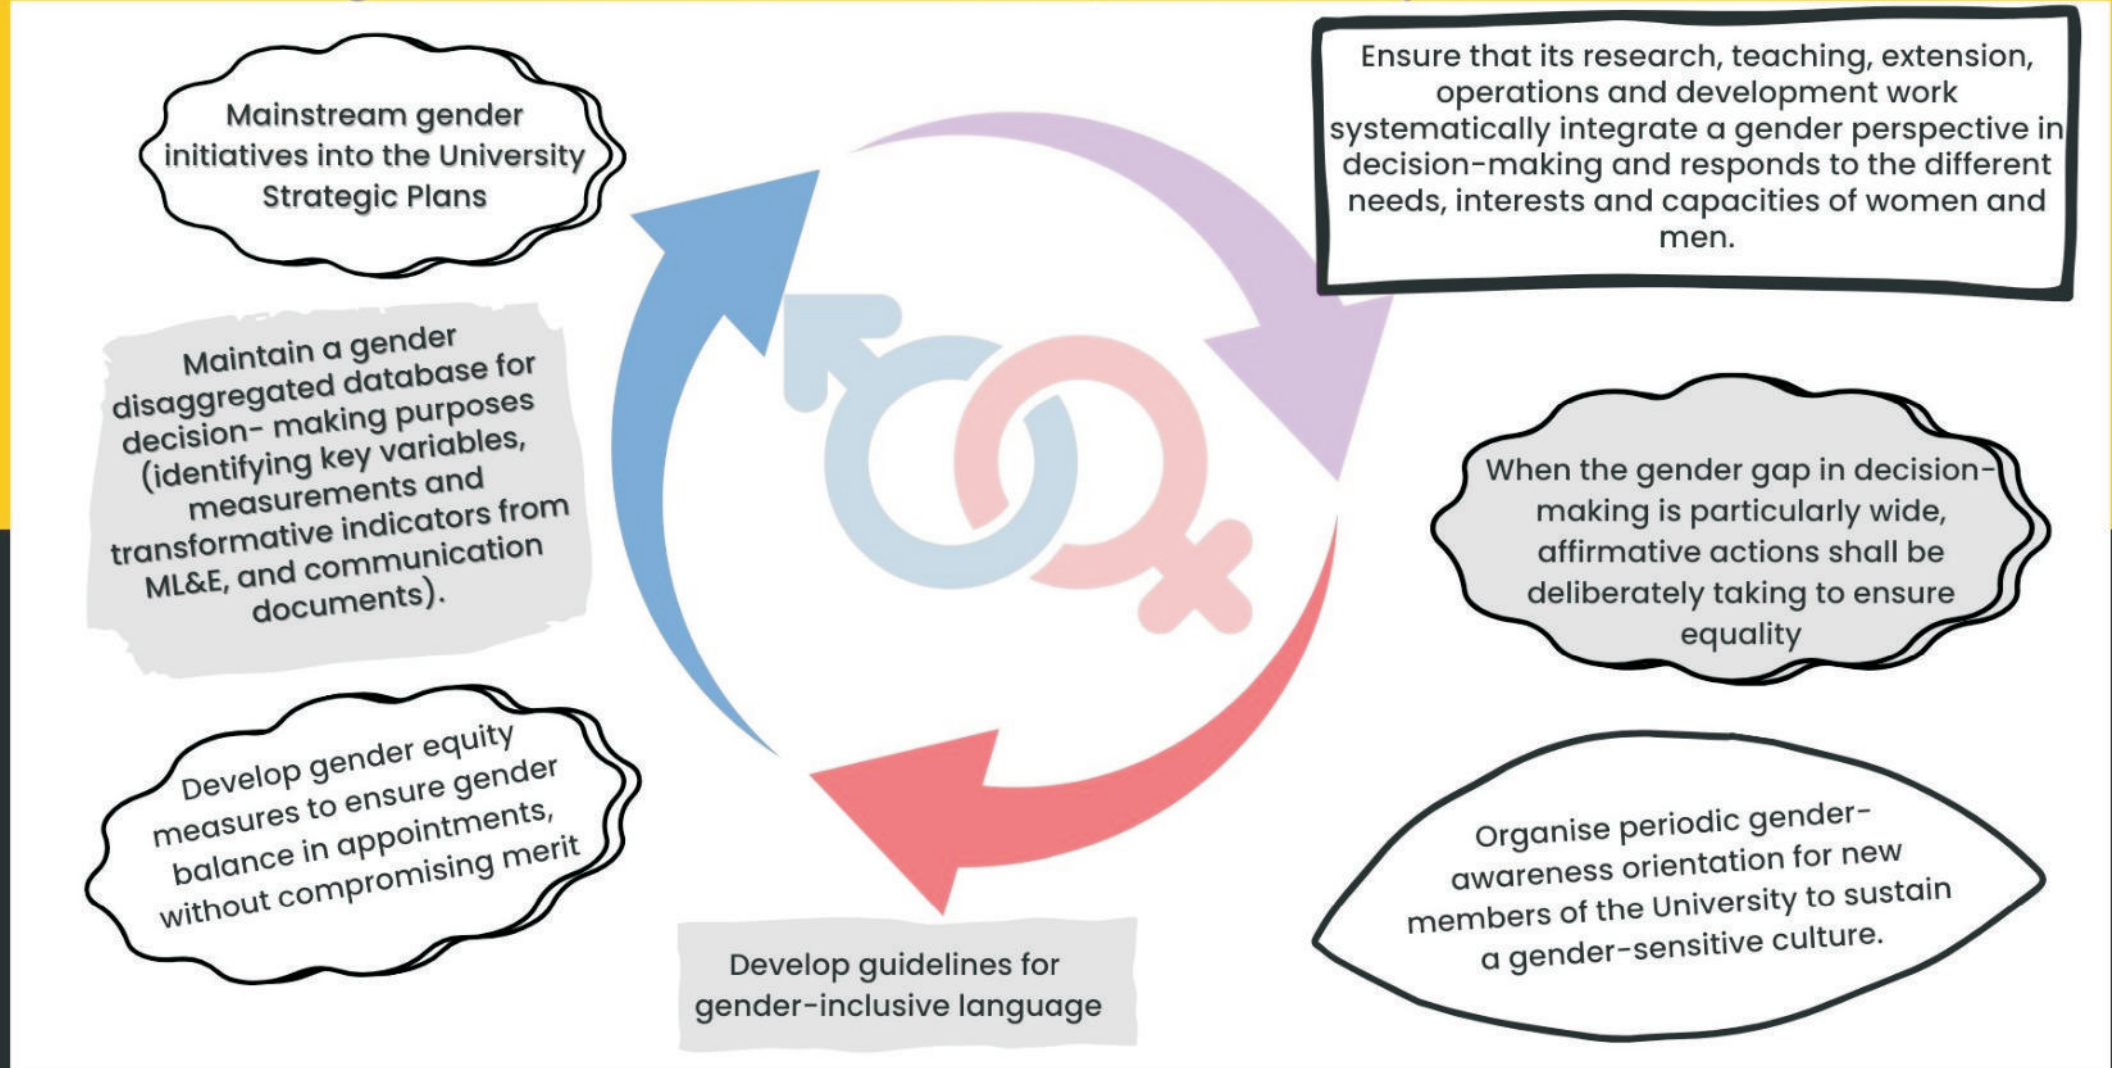 Mainstream gender
initiatives into the University
Strategic Plans
Ensure that its research, teaching, extension,
operations and development work
systematically integrate a gender perspective in
decision-making and responds to the different
needs, interests and capacities of women and
men.
Maintain a gender
disaggregated database for
decision- making purposes
(identifying key variables,
measurements and
transformative indicators from
ML&E, and communication
documents).
When the gender gap in decision-
making is particularly wide,
affirmative actions shall be
deliberately taking to ensure
equality
Develop gender equity
measures to ensure gender
balance in appointments,
without compromising merit
Organise periodic gender-
awareness orientation for new
members of the University to sustain
a gender-sensitive culture.
Develop guidelines for
gender-inclusive language